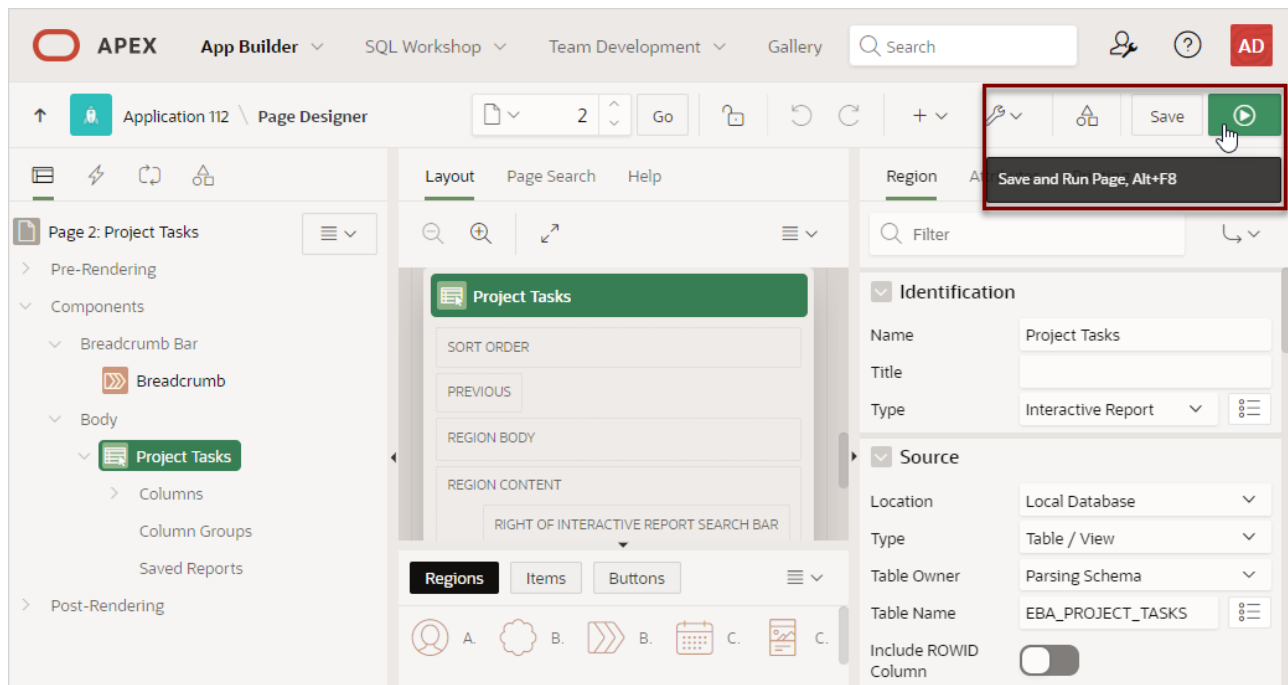 APEX
App Builder
SQL Workshop
Team Development
Gallery
Search
AD
Application 112 \ Page Designer
2
Go
Save
Save and Run Page, Alt+F8
Page 2: Project Tasks
Pre-Rendering
Components
Breadcrumb Bar
Breadcrumb
Body
Project Tasks
Columns
Column Groups
Saved Reports
Post-Rendering
Layout
Page Search
Help
Project Tasks
SORT ORDER
PREVIOUS
REGION BODY
REGION CONTENT
RIGHT OF INTERACTIVE REPORT SEARCH BAR
Regions
Items
Buttons
A.
B.
B.
C.
C.
Region
Filter
Identification
Name
Project Tasks
Title
Type
Interactive Report
Source
Location
Local Database
Type
Table / View
Table Owner
Parsing Schema
Table Name
EBA_PROJECT_TASKS
Include ROWID
Column